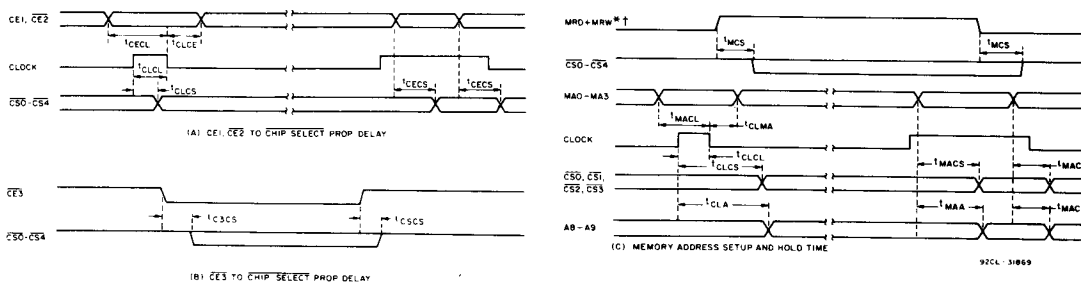 CE1, CE2
tCECL
tCLCE
CLOCK
tCLCL
tCLCS
tCECS
tCECS
CS0-CS4
(A) CE1, CE2 TO CHIP SELECT PROP DELAY
CE3
tC3CS
tCSCS
CS0-CS4
(B) CE3 TO CHIP SELECT PROP DELAY
MRD+MRW*†
tMCS
tMCS
CS0-CS4
MA0-MA3
tMACL
tCLMA
CLOCK
tCLCL
tCLCS
tMACS
tMAC
CS0, CS1,
CS2, CS3
tCLA
tMAA
tMAC
A8-A9
(C) MEMORY ADDRESS SETUP AND HOLD TIME
92CL-31869